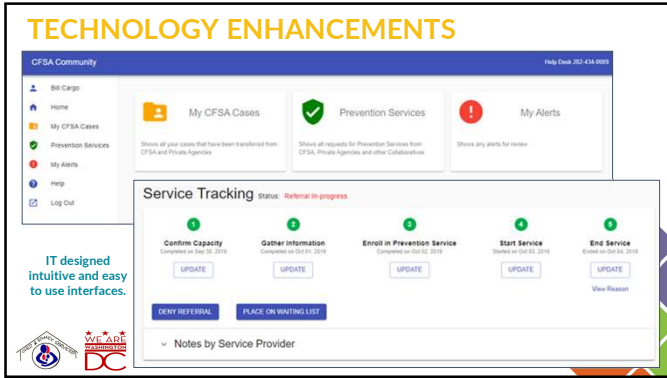 TECHNOLOGY ENHANCEMENTS
CFSA Community
Help Desk 202-434-0009
Bill Cargo
Home
My CFSA Cases
Prevention Services
My Alerts
Help
Log Out
My CFSA Cases
Shows all your cases that have been transferred from
CFSA and Private Agencies
Prevention Services
Shows all requests for Prevention Services from
CFSA, Private Agencies and other Collaboratives
My Alerts
Shows any alerts for review
Service Tracking Status: Referral In-progress
1
Confirm Capacity
Completed on Sep 30, 2019
UPDATE
2
Gather Information
Completed on Oct 01, 2019
UPDATE
3
Enroll in Prevention Service
Completed on Oct 02, 2019
UPDATE
4
Start Service
Started on Oct 03, 2019
UPDATE
5
End Service
Ended on Oct 04, 2019
UPDATE
View Reason
DENY REFERRAL
PLACE ON WAITING LIST
Notes by Service Provider
IT designed
intuitive and easy
to use interfaces.
CHILD & FAMILY SERVICES
WE ARE
WASHINGTON
DC